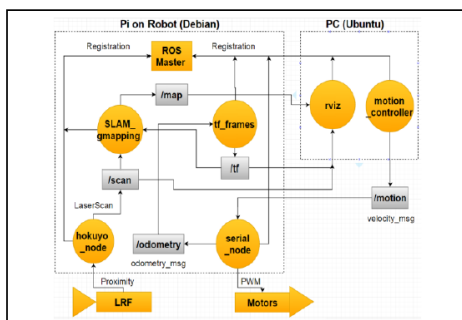 Pi on Robot (Debian)
PC (Ubuntu)
Registration
ROS
Master
Registration
/map
SLAM_
gmapping
tf_frames
rviz
motion
_controller
/tf
/scan
LaserScan
/motion
velocity_msg
hokuyo
_node
/odometry
odometry_msg
serial
_node
Proximity
PWM
LRF
Motors